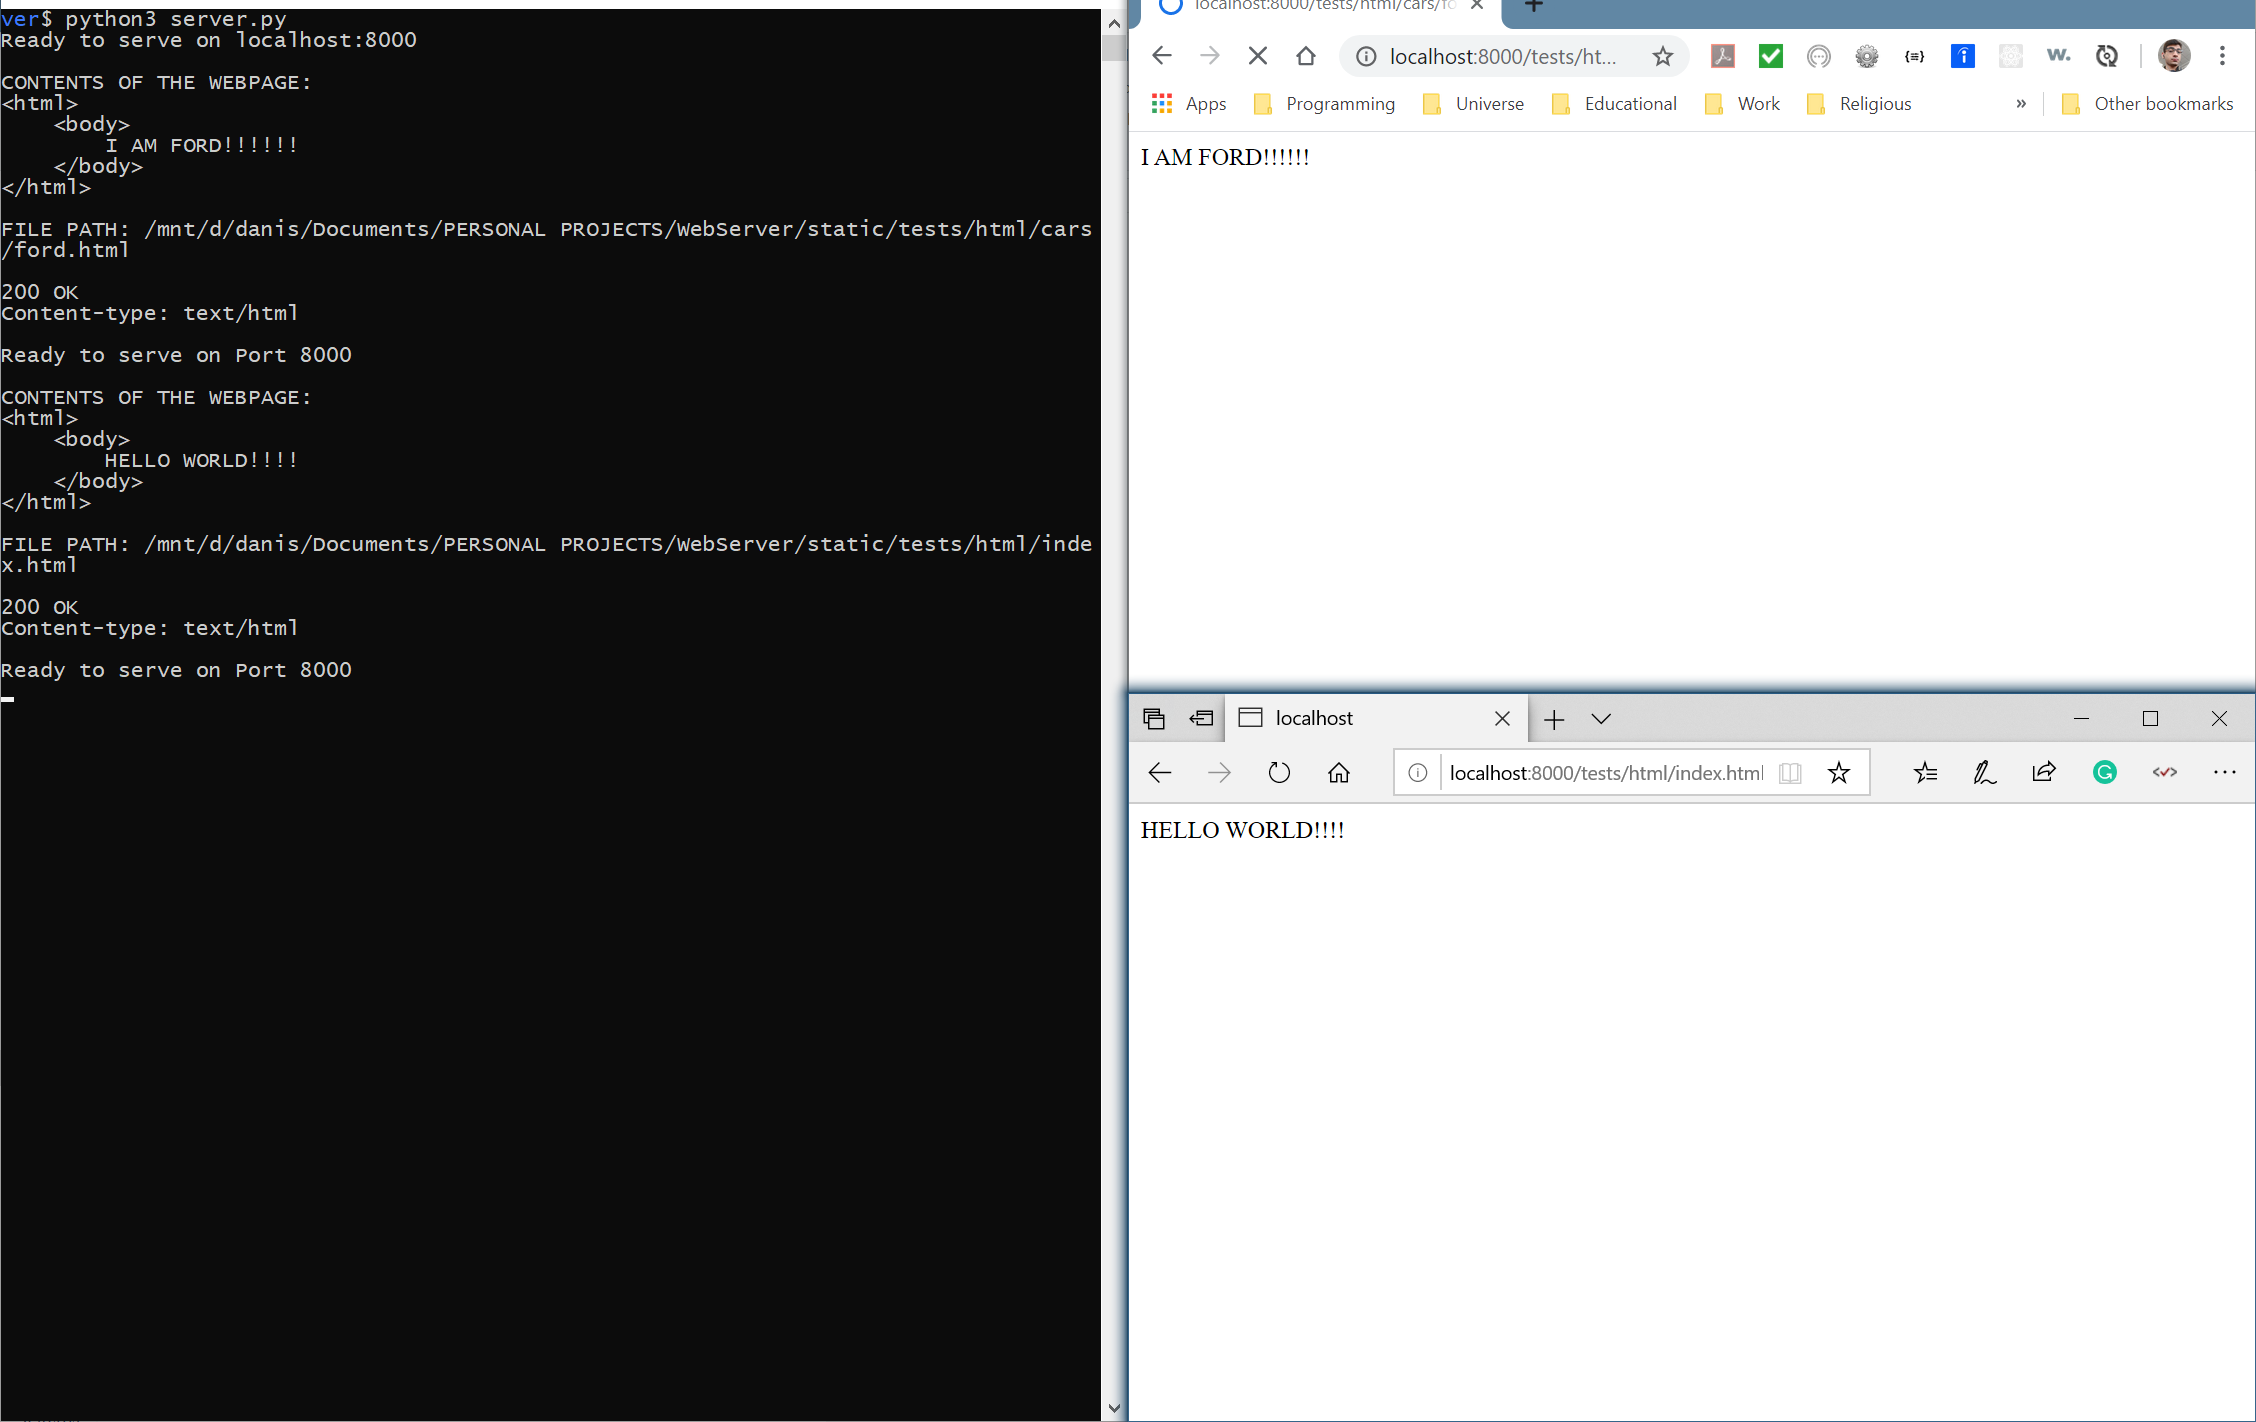 ver$ python3 server.py
Ready to serve on localhost:8000
CONTENTS OF THE WEBPAGE:
<html>
    <body>
        I AM FORD!!!!!!
    </body>
</html>
FILE PATH: /mnt/d/danis/Documents/PERSONAL PROJECTS/WebServer/static/tests/html/cars
/ford.html
200 OK
Content-type: text/html
Ready to serve on Port 8000
CONTENTS OF THE WEBPAGE:
<html>
    <body>
        HELLO WORLD!!!!
    </body>
</html>
FILE PATH: /mnt/d/danis/Documents/PERSONAL PROJECTS/WebServer/static/tests/html/inde
x.html
200 OK
Content-type: text/html
Ready to serve on Port 8000
localhost:8000/tests/html/cars/fo
localhost:8000/tests/ht...
{≡} w.
Apps Programming Universe Educational Work Religious » Other bookmarks
I AM FORD!!!!!!
localhost
localhost:8000/tests/html/index.html
HELLO WORLD!!!!